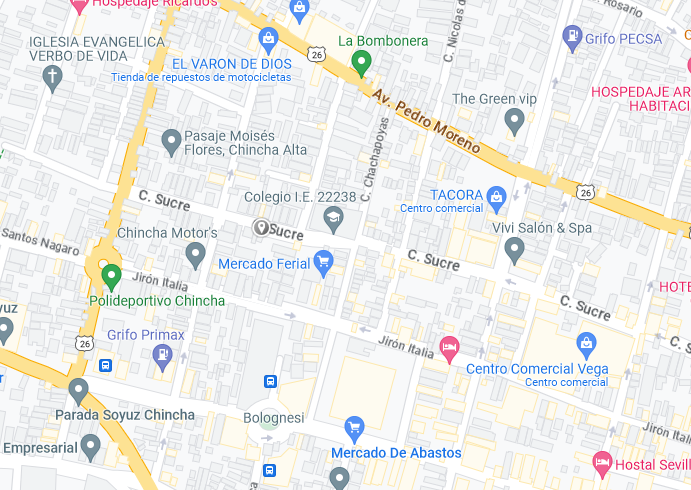 Hospedaje Ricardos
Rosario
C. Nicolas d
Grifo PECSA
La Bombonera
IGLESIA EVANGELICA
VERBO DE VIDA
EL VARON DE DIOS
Tienda de repuestos de motocicletas
26
Av. Pedro Moreno
The Green vip
HOSPEDAJE AR
HABITACI
Pasaje Moisés
Flores, Chincha Alta
C. Chachapoyas
26
C. Sucre
Colegio I.E. 22238
TACORA
Centro comercial
Sucre
Chincha Motor's
Vivi Salón & Spa
Santos Nagaro
Mercado Ferial
C. Sucre
Jirón Italia
HOTE
Polideportivo Chincha
C. Sucre
oyuz
Grifo Primax
26
Jirón Italia
Centro Comercial Vega
Centro comercial
Parada Soyuz Chincha
Bolognesi
Jirón Itali
Empresarial
Mercado De Abastos
Hostal Sevill